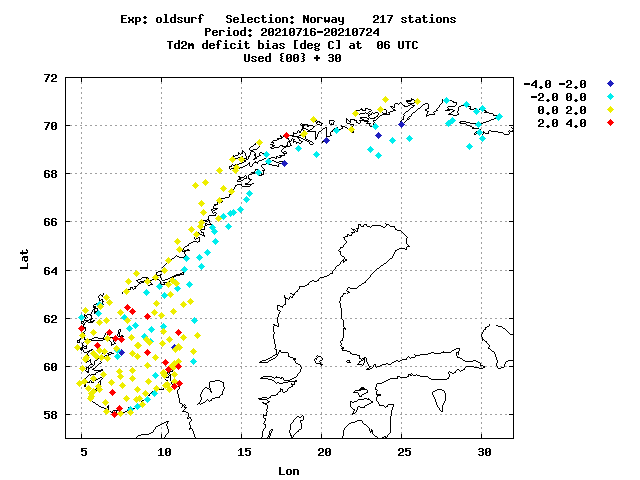 Exp: oldsurf   Selection: Norway    217 stations
Period: 20210716-20210724
Td2m deficit bias [deg C] at  06 UTC
Used {00} + 30
-4.0 -2.0
-2.0 0.0
0.0 2.0
2.0 4.0
72
70
68
66
64
62
60
58
Lat
5 10 15 20 25 30
Lon